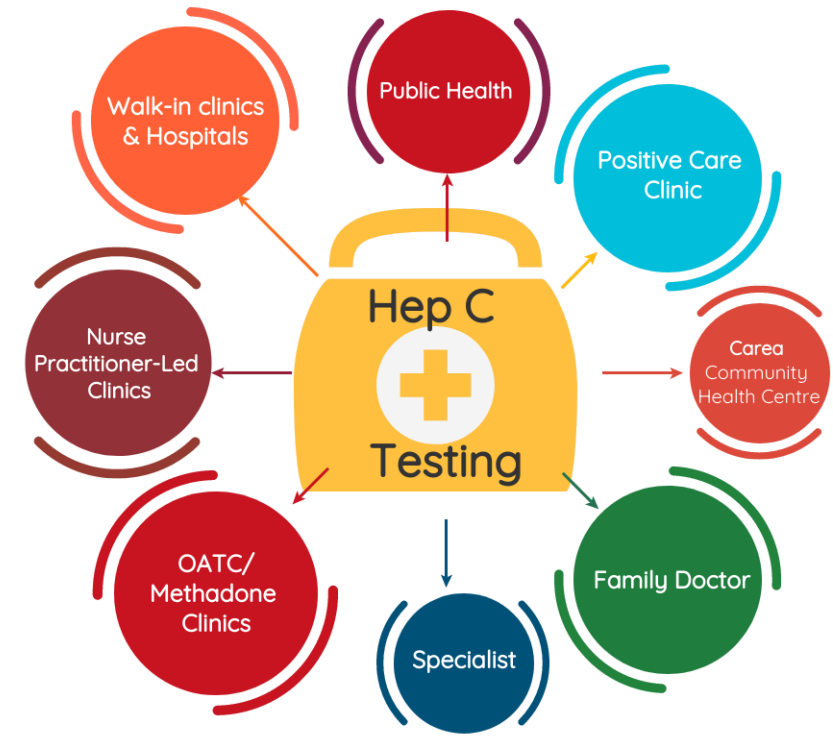 Public Health
Walk-in clinics
& Hospitals
Positive Care
Clinic
Hep C
Testing
Nurse
Practitioner-Led
Clinics
Carea
Community
Health Centre
OATC/
Methadone
Clinics
Family Doctor
Specialist